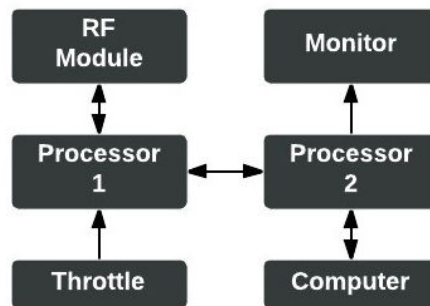 RF
Module
Monitor
Processor
1
Processor
2
Throttle
Computer